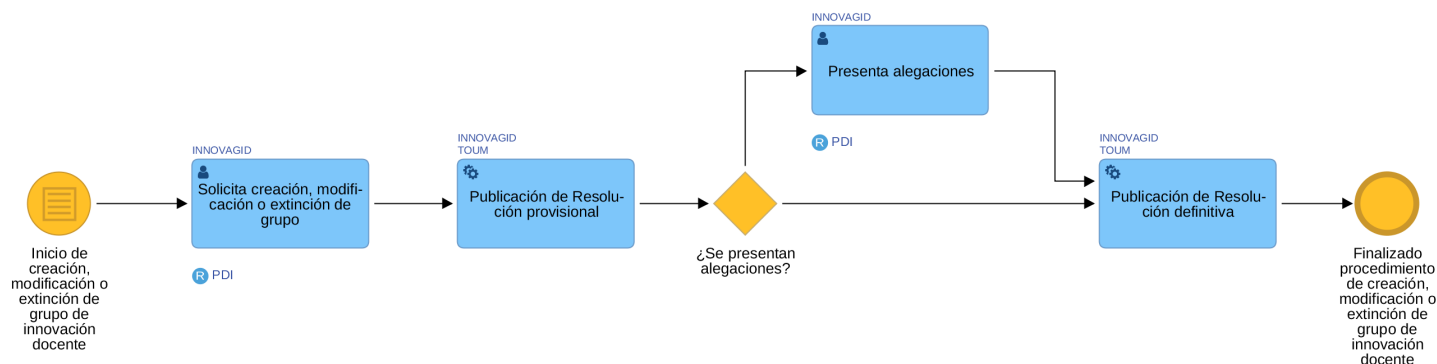 Inicio de
creación,
modificación o
extinción de
grupo de
innovación
docente
INNOVAGID
Solicita creación, modifi-
cación o extinción de
grupo
R PDI
INNOVAGID
TOUM
Publicación de Resolu-
ción provisional
¿Se presentan
alegaciones?
INNOVAGID
Presenta alegaciones
R PDI
INNOVAGID
TOUM
Publicación de Resolu-
ción definitiva
Finalizado
procedimiento
de creación,
modificación o
extinción de
grupo de
innovación
docente